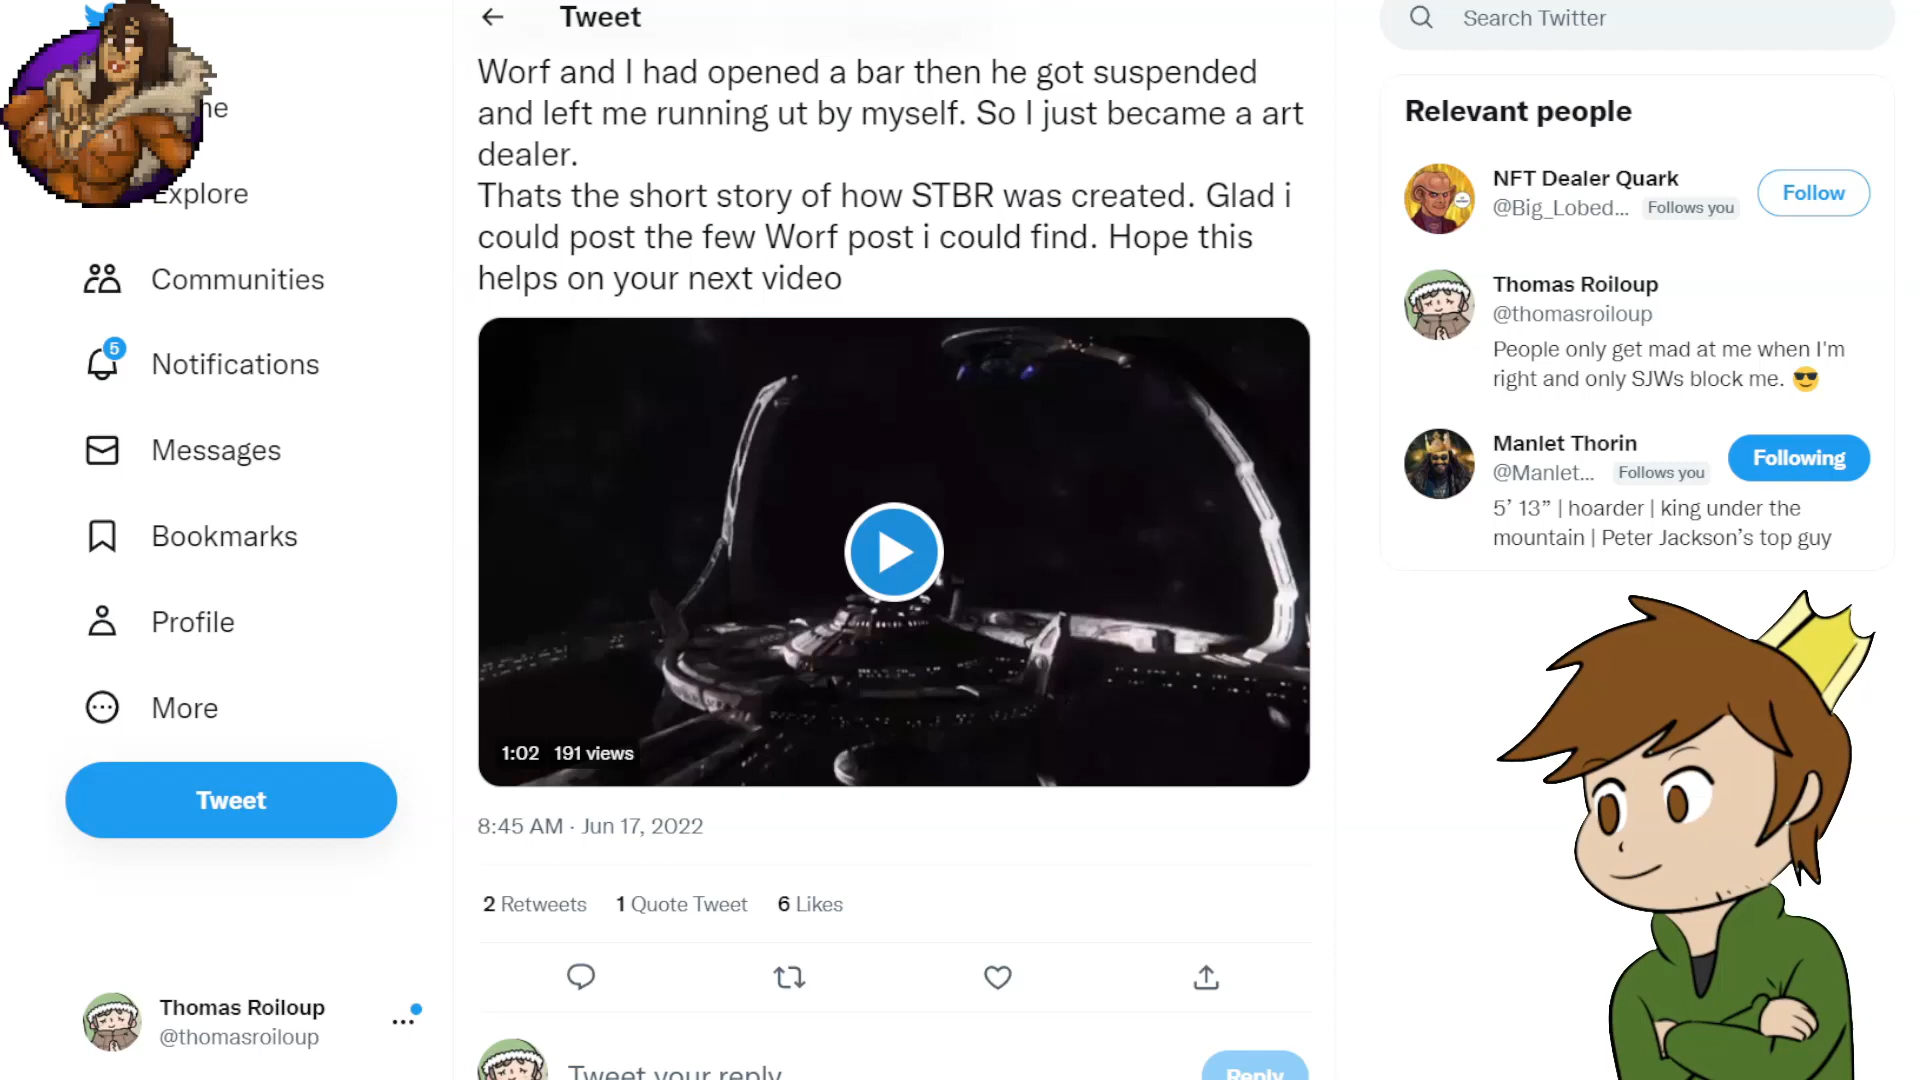 Tweet
Search Twitter
Worf and I had opened a bar then he got suspended
and left me running ut by myself. So I just became a art
dealer.
Thats the short story of how STBR was created. Glad i
could post the few Worf post i could find. Hope this
helps on your next video
Explore
Communities
5
Notifications
Messages
Bookmarks
Profile
More
Tweet
Thomas Roiloup
@thomasroiloup
1:02 191 views
8:45 AM · Jun 17, 2022
2 Retweets 1 Quote Tweet 6 Likes
Tweet your reply
Reply
Relevant people
NFT Dealer Quark
@Big_Lobed... Follows you
Follow
Thomas Roiloup
@thomasroiloup
People only get mad at me when I'm
right and only SJWs block me. 😎
Manlet Thorin
@Manlet... Follows you
Following
5’ 13” | hoarder | king under the
mountain | Peter Jackson’s top guy